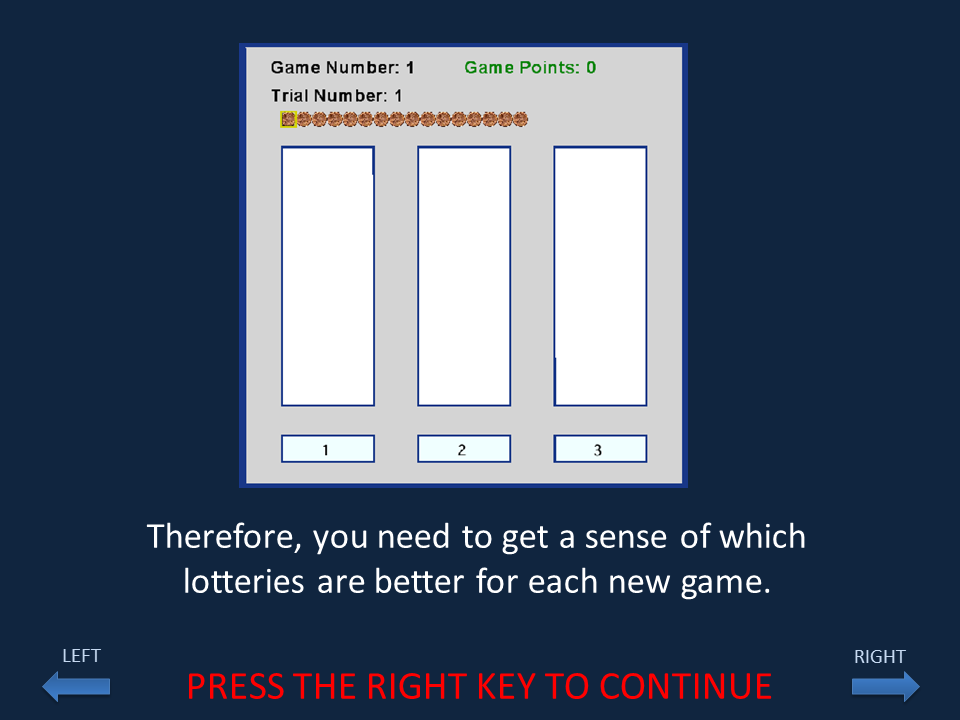 Game Number: 1 Game Points: 0
Trial Number: 1
1 2 3
Therefore, you need to get a sense of which
lotteries are better for each new game.
LEFT RIGHT
PRESS THE RIGHT KEY TO CONTINUE